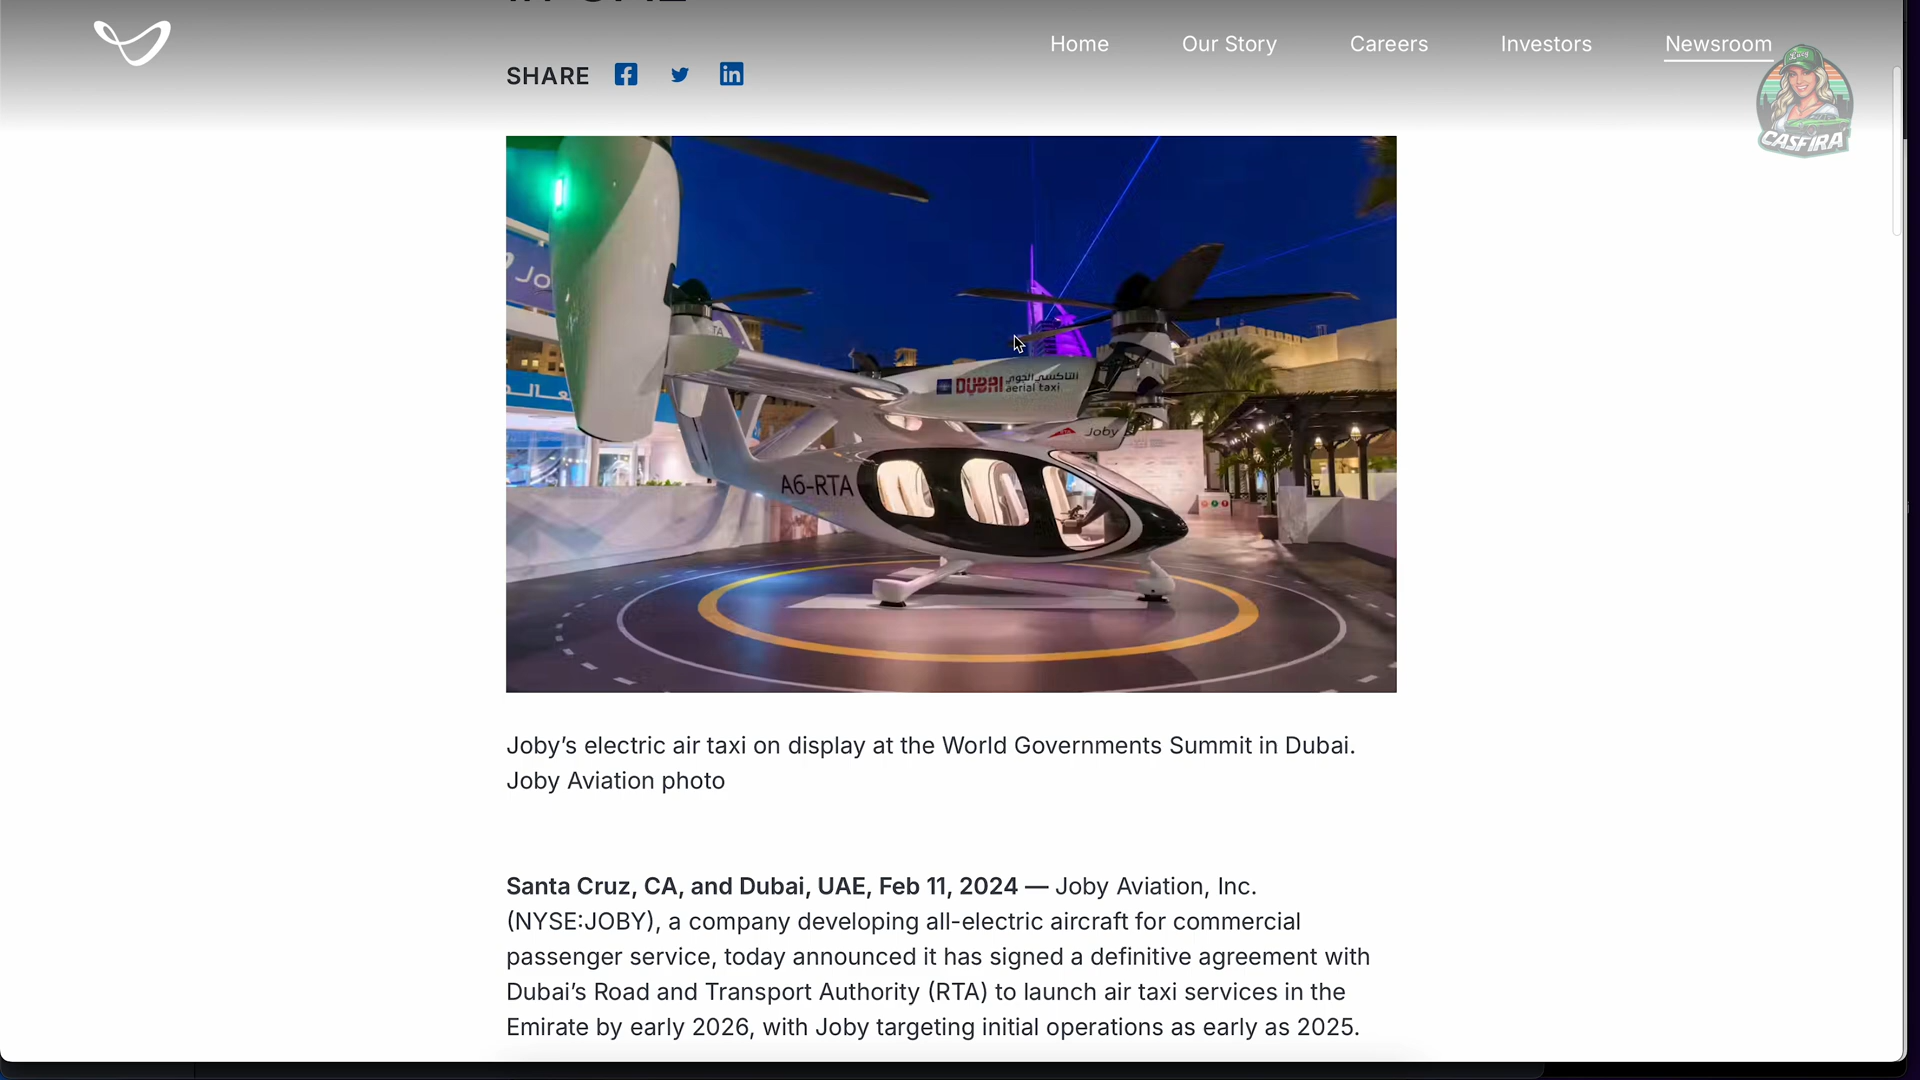 Home Our Story Careers Investors Newsroom
SHARE
CASFIRA
Jo
DUBAI التاكسي الجوي
aerial taxi
Joby
A6-RTA
Joby’s electric air taxi on display at the World Governments Summit in Dubai.
Joby Aviation photo
Santa Cruz, CA, and Dubai, UAE, Feb 11, 2024 — Joby Aviation, Inc.
(NYSE:JOBY), a company developing all-electric aircraft for commercial
passenger service, today announced it has signed a definitive agreement with
Dubai’s Road and Transport Authority (RTA) to launch air taxi services in the
Emirate by early 2026, with Joby targeting initial operations as early as 2025.